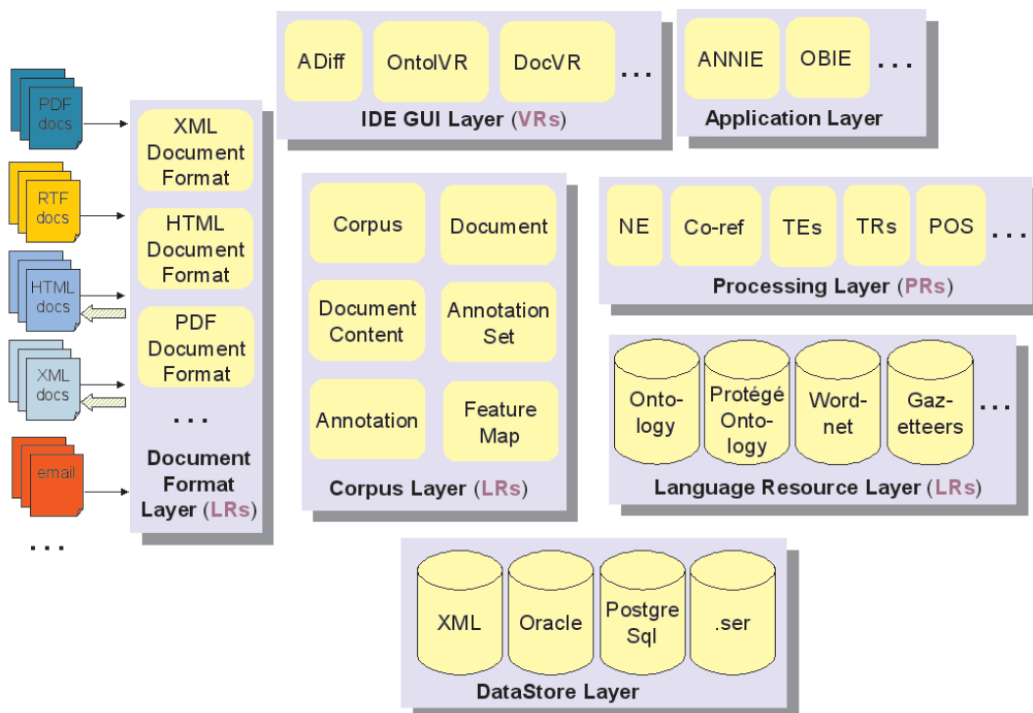 PDF
docs
RTF
docs
HTML
docs
XML
docs
email
...
XML
Document
Format
HTML
Document
Format
PDF
Document
Format
...
Document
Format
Layer (LRs)
ADiff
OntolVR
DocVR
...
IDE GUI Layer (VRs)
ANNIE
OBIE
...
Application Layer
Corpus
Document
Document
Content
Annotation
Set
Annotation
Feature
Map
Corpus Layer (LRs)
NE
Co-ref
TEs
TRs
POS
...
Processing Layer (PRs)
Onto-
logy
Protégé
Onto-
logy
Word-
net
Gaz-
etteers
...
Language Resource Layer (LRs)
XML
Oracle
Postgre
Sql
.ser
DataStore Layer